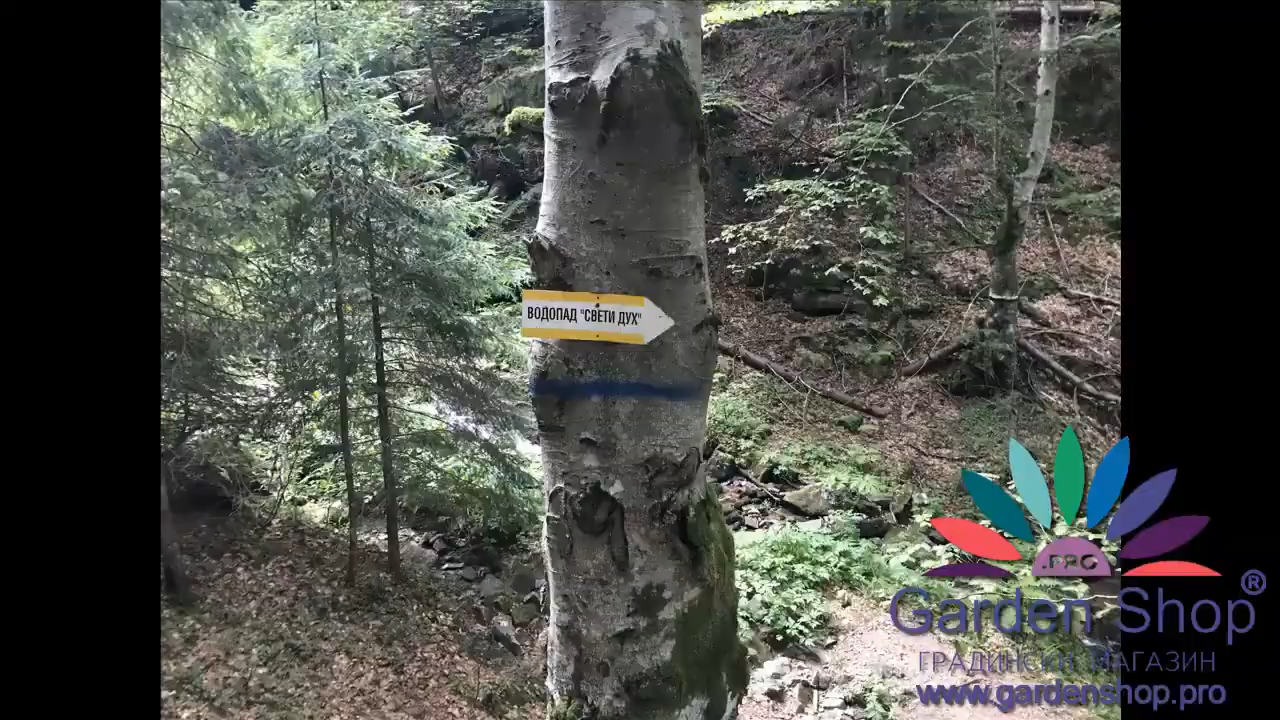 ВОДОПАД "СВЕТИ ДУХ"
.PRO
Garden Shop®
ГРАДИНСКИ МАГАЗИН
www.gardenshop.pro